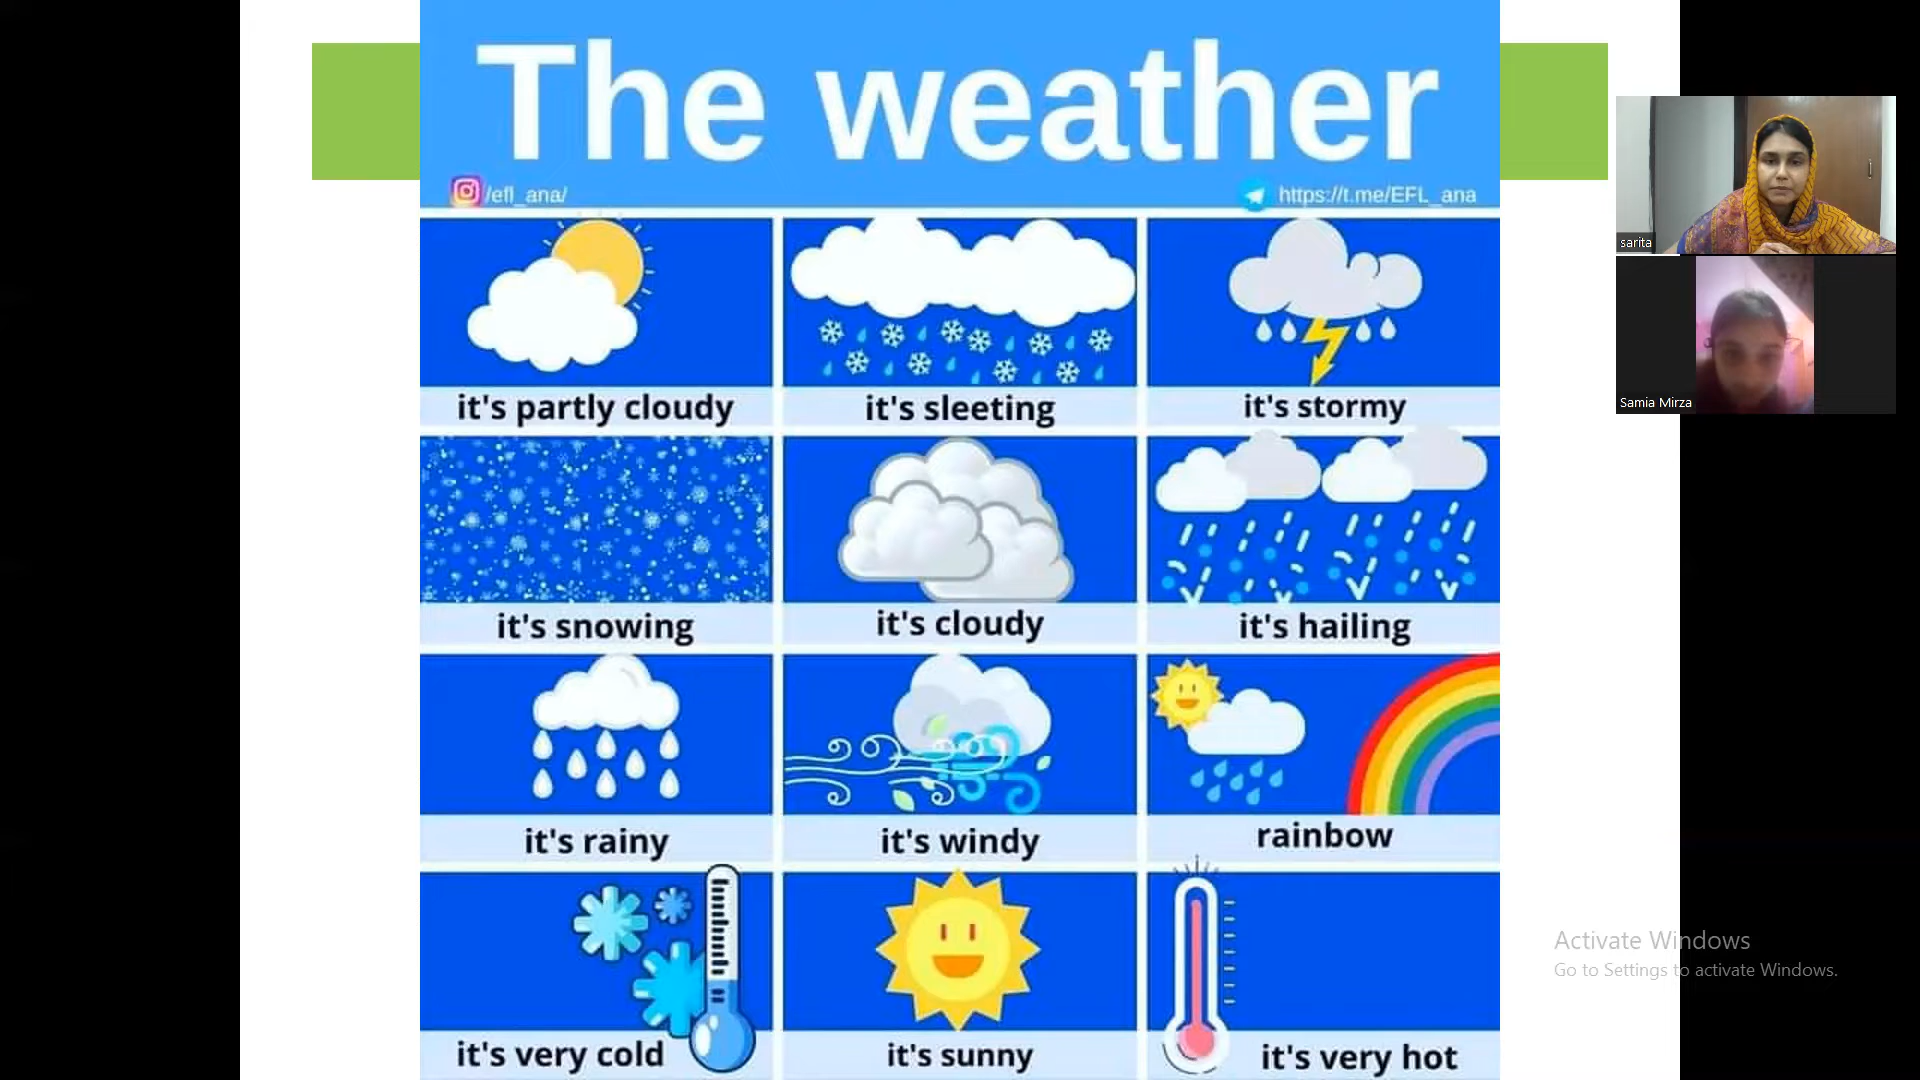 The weather
/efl_ana/
https://t.me/EFL_ana
sarita
it's partly cloudy
it's sleeting
it's stormy
Samia Mirza
it's snowing
it's cloudy
it's hailing
it's rainy
it's windy
rainbow
Activate Windows
Go to Settings to activate Windows.
it's very cold
it's sunny
it's very hot